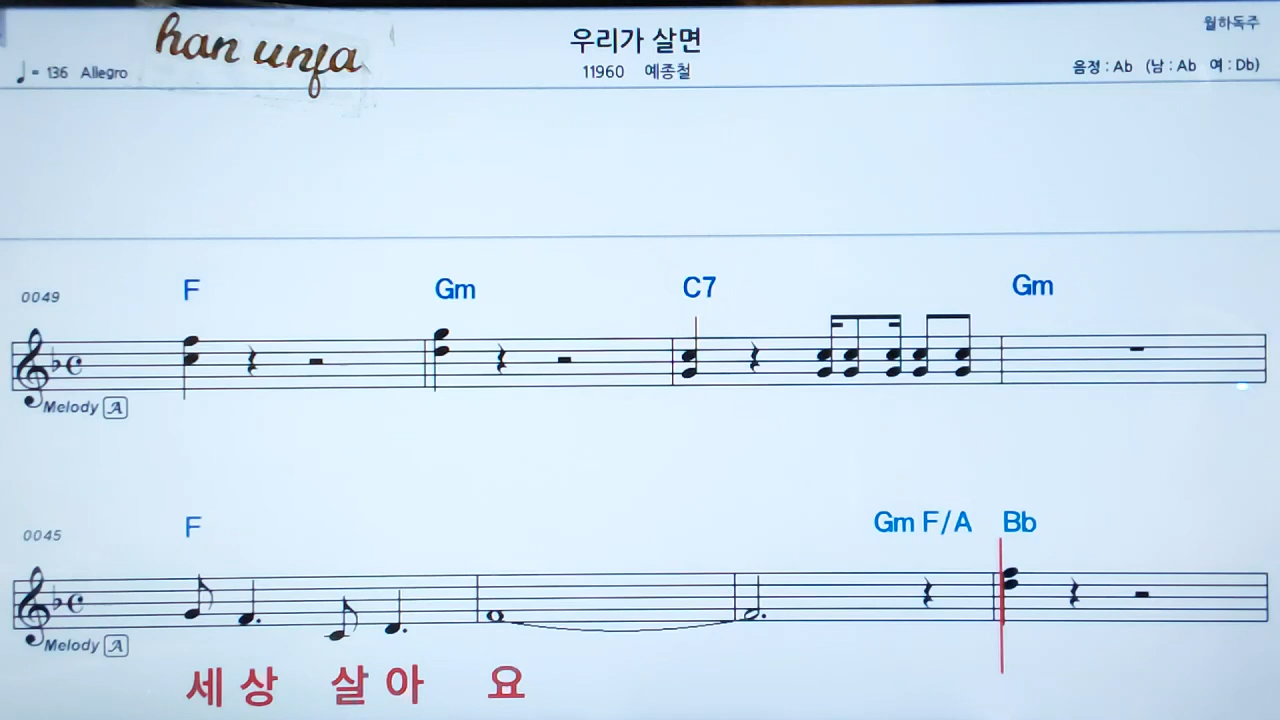 han unja
우리가 살면
월하독주
♩= 136 Allegro
11960 예종철
음정 : Ab (남 : Ab 여 : Db)
0049
F Gm C7 Gm
Melody A
0045
F Gm F/A Bb
Melody A
세상 살아 요